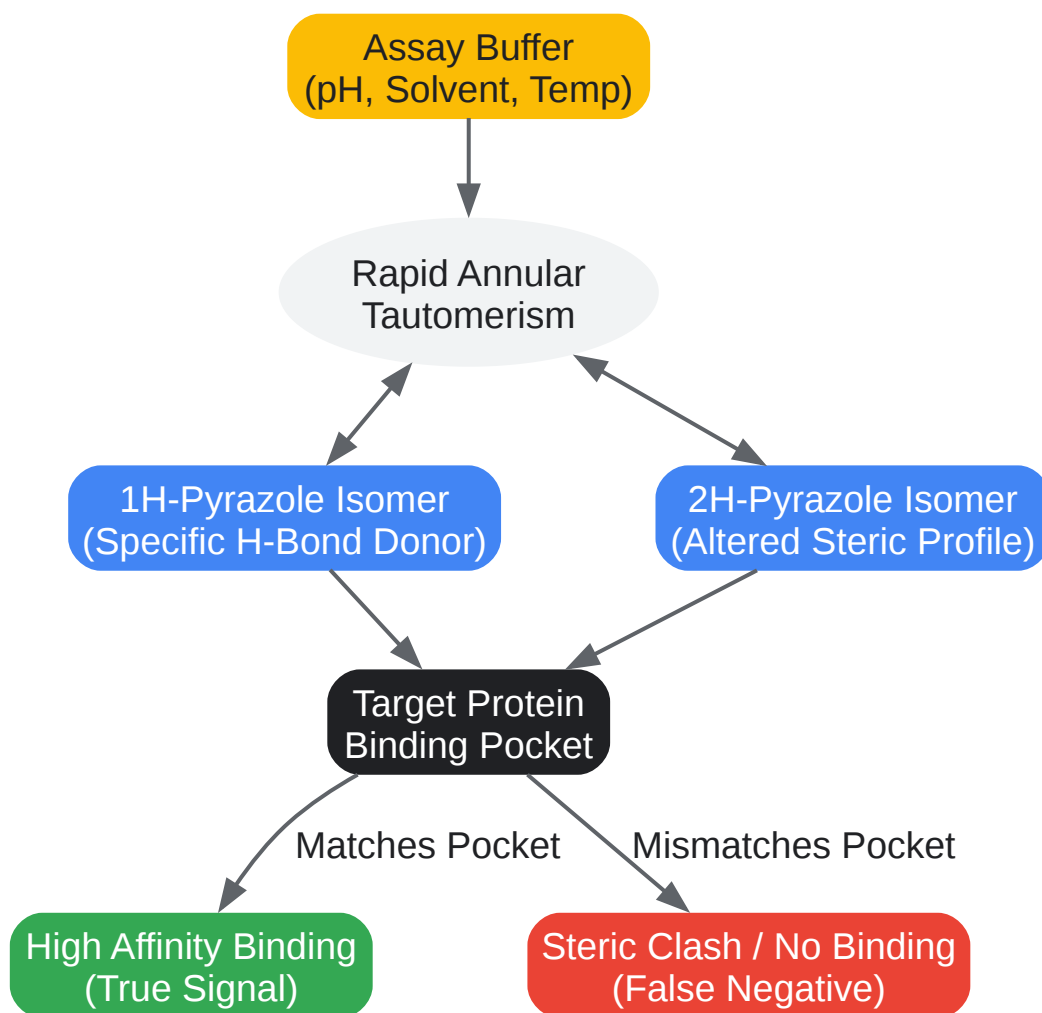 Assay Buffer
(pH, Solvent, Temp)
Rapid Annular
Tautomerism
1H-Pyrazole Isomer
(Specific H-Bond Donor)
2H-Pyrazole Isomer
(Altered Steric Profile)
Target Protein
Binding Pocket
Matches Pocket
Mismatches Pocket
High Affinity Binding
(True Signal)
Steric Clash / No Binding
(False Negative)